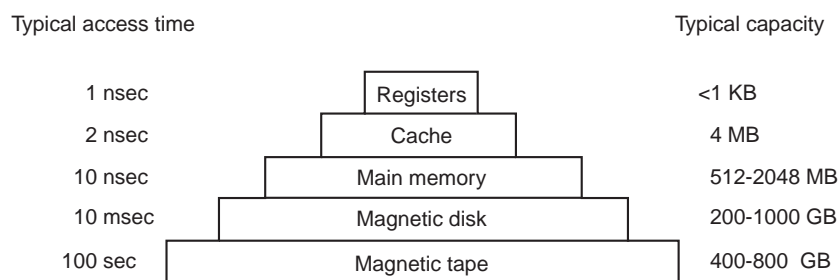 Typical access time Typical capacity
1 nsec Registers <1 KB
2 nsec Cache 4 MB
10 nsec Main memory 512-2048 MB
10 msec Magnetic disk 200-1000 GB
100 sec Magnetic tape 400-800 GB